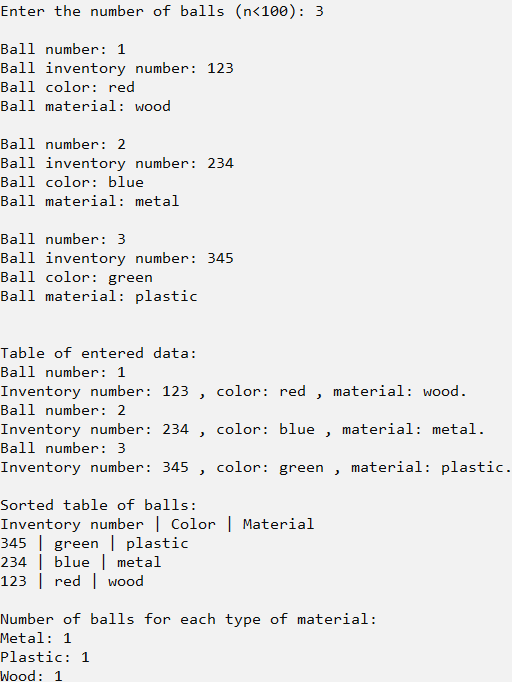 Enter the number of balls (n<100): 3
Ball number: 1
Ball inventory number: 123
Ball color: red
Ball material: wood
Ball number: 2
Ball inventory number: 234
Ball color: blue
Ball material: metal
Ball number: 3
Ball inventory number: 345
Ball color: green
Ball material: plastic
Table of entered data:
Ball number: 1
Inventory number: 123 , color: red , material: wood.
Ball number: 2
Inventory number: 234 , color: blue , material: metal.
Ball number: 3
Inventory number: 345 , color: green , material: plastic.
Sorted table of balls:
Inventory number | Color | Material
345 | green | plastic
234 | blue | metal
123 | red | wood
Number of balls for each type of material:
Metal: 1
Plastic: 1
Wood: 1